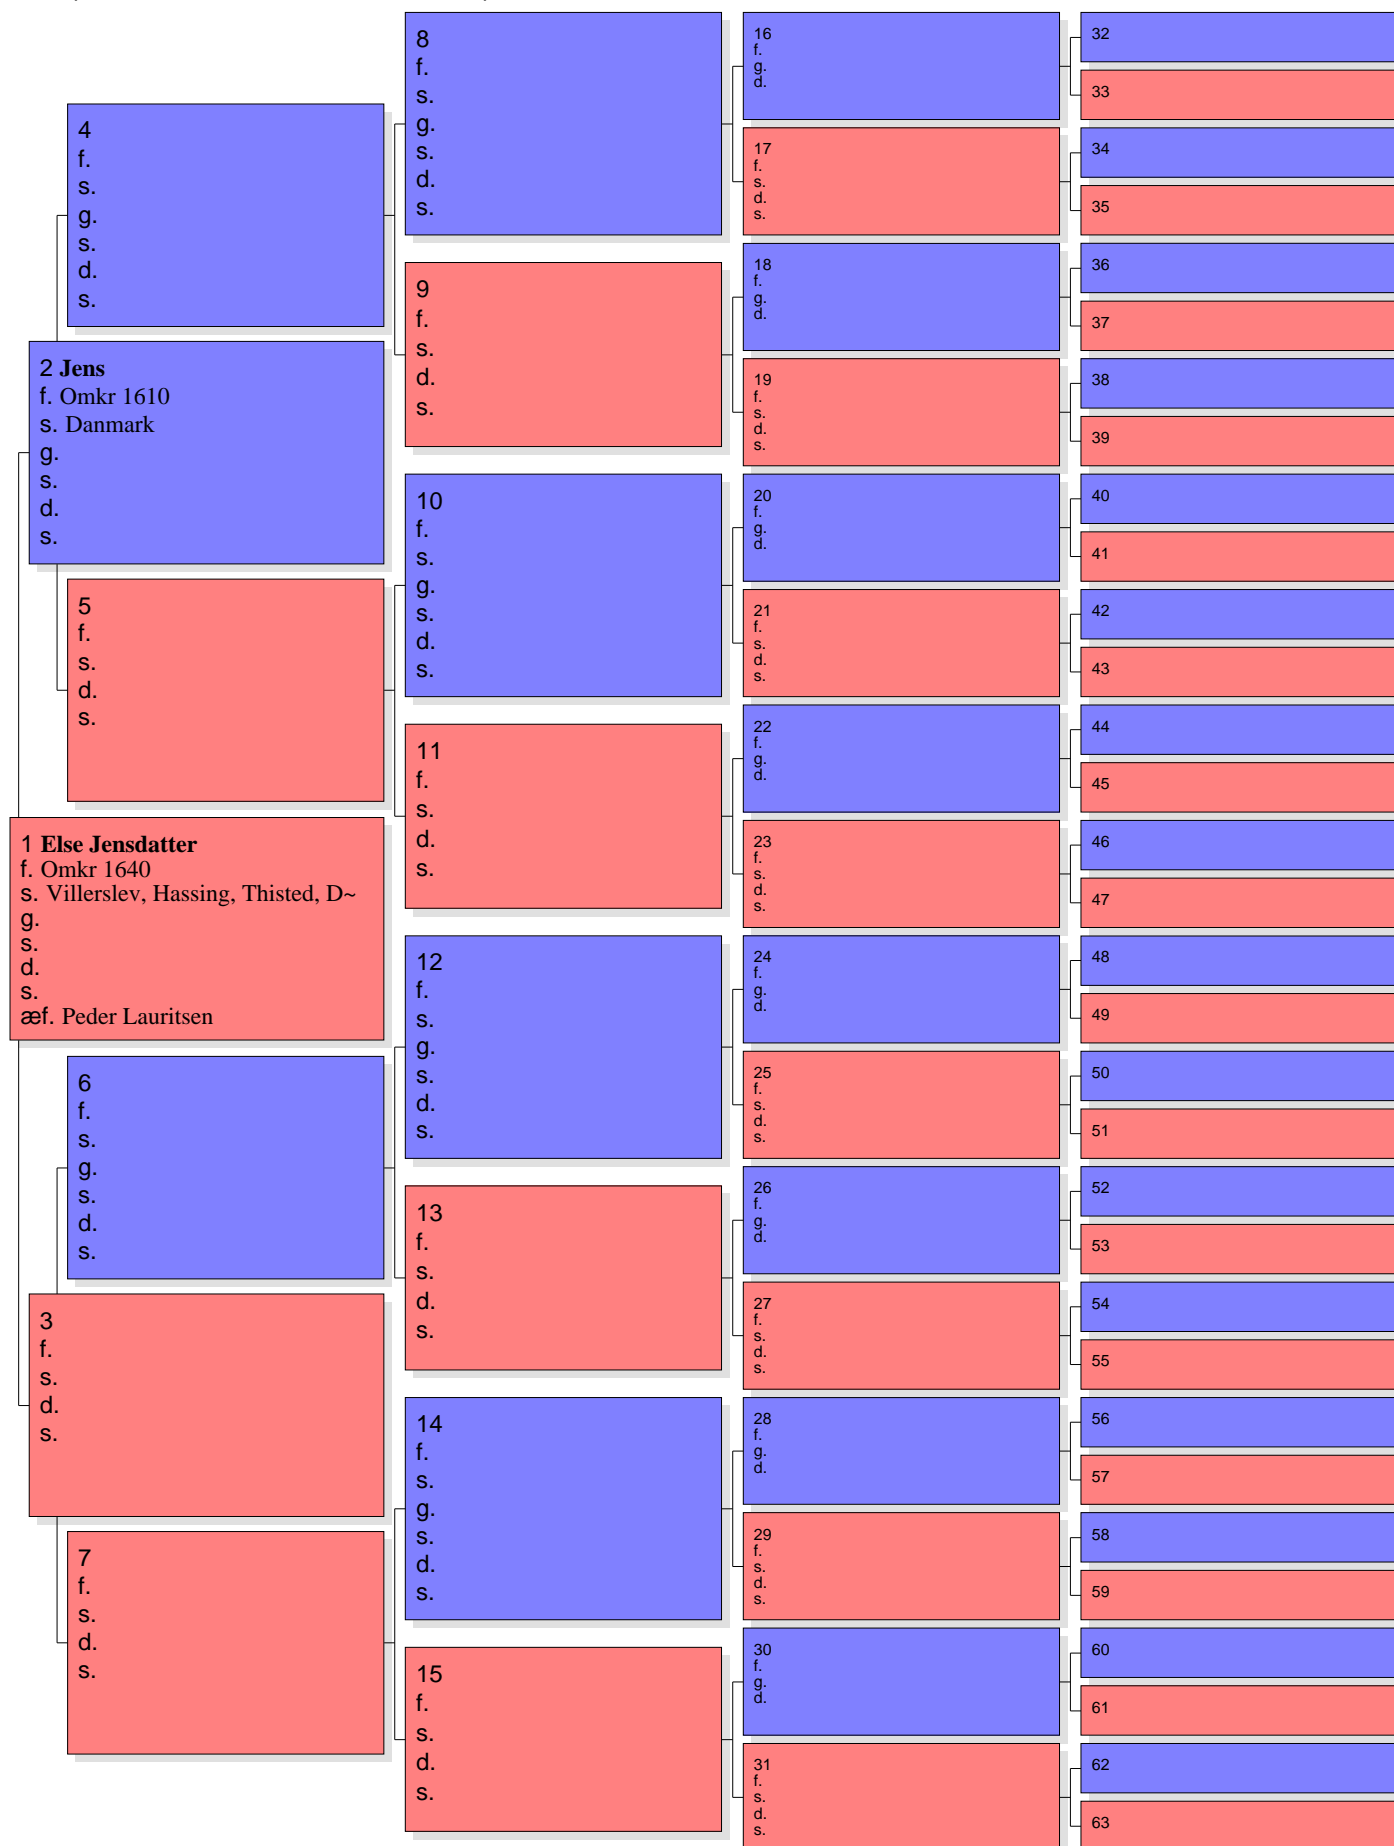 8
f.
s.
g.
s.
d.
s.
16
f.
g.
d.
32
33
4
f.
s.
g.
s.
d.
s.
17
f.
s.
d.
s.
34
35
9
f.
s.
d.
s.
18
f.
g.
d.
36
37
2 Jens
f. Omkr 1610
s. Danmark
g.
s.
d.
s.
19
f.
s.
d.
s.
38
39
10
f.
s.
g.
s.
d.
s.
20
f.
g.
d.
40
41
5
f.
s.
d.
s.
21
f.
s.
d.
s.
42
43
11
f.
s.
d.
s.
22
f.
g.
d.
44
45
1 Else Jensdatter
f. Omkr 1640
s. Villerslev, Hassing, Thisted, D~
g.
s.
d.
s.
æf. Peder Lauritsen
23
f.
s.
d.
s.
46
47
12
f.
s.
g.
s.
d.
s.
24
f.
g.
d.
48
49
6
f.
s.
g.
s.
d.
s.
25
f.
s.
d.
s.
50
51
13
f.
s.
d.
s.
26
f.
g.
d.
52
53
3
f.
s.
d.
s.
27
f.
s.
d.
s.
54
55
14
f.
s.
g.
s.
d.
s.
28
f.
g.
d.
56
57
7
f.
s.
d.
s.
29
f.
s.
d.
s.
58
59
15
f.
s.
d.
s.
30
f.
g.
d.
60
61
31
f.
s.
d.
s.
62
63